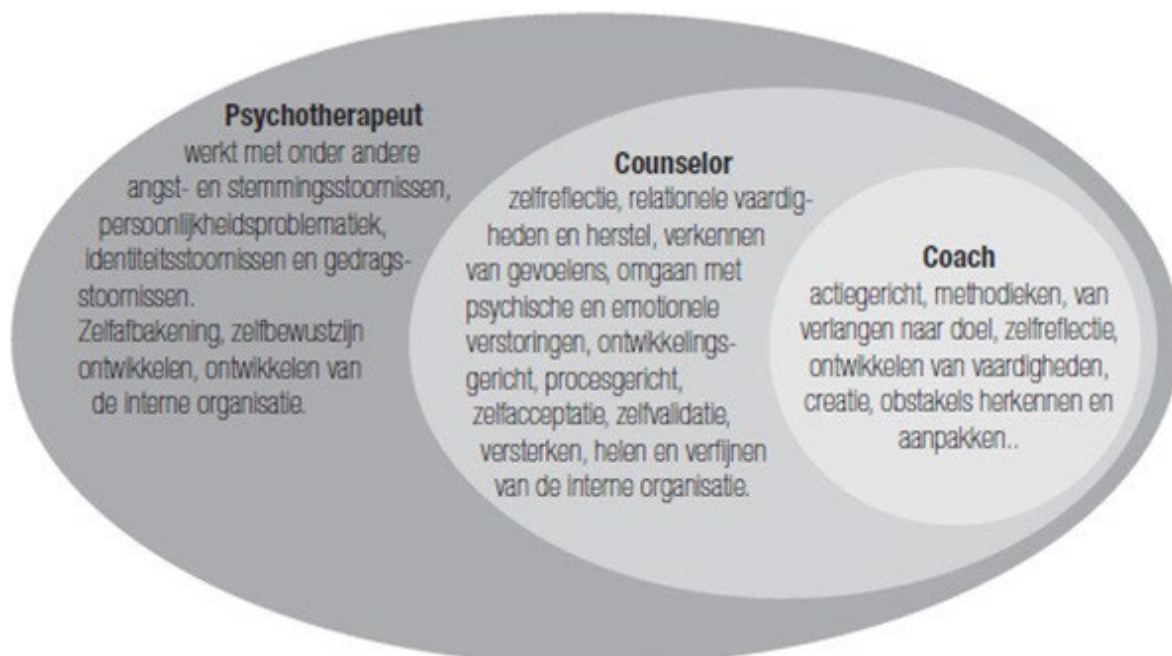 Psychotherapeut
werkt met onder andere
angst- en stemmingsstoornissen,
persoonlijkheidsproblematiek,
identiteitsstoornissen en gedrags-
stoornissen.
Zelfafbakening, zelfbewustzijn
ontwikkelen, ontwikkelen van
de interne organisatie.
Counselor
zelfreflectie, relationele vaardig-
heden en herstel, verkennen
van gevoelens, omgaan met
psychische en emotionele
verstoringen, ontwikkelings-
gericht, procesgericht,
zelfacceptatie, zelfvalidatie,
versterken, helen en verfijnen
van de interne organisatie.
Coach
actiegericht, methodieken, van
verlangen naar doel, zelfreflectie,
ontwikkelen van vaardigheden,
creatie, obstakels herkennen en
aanpakken..